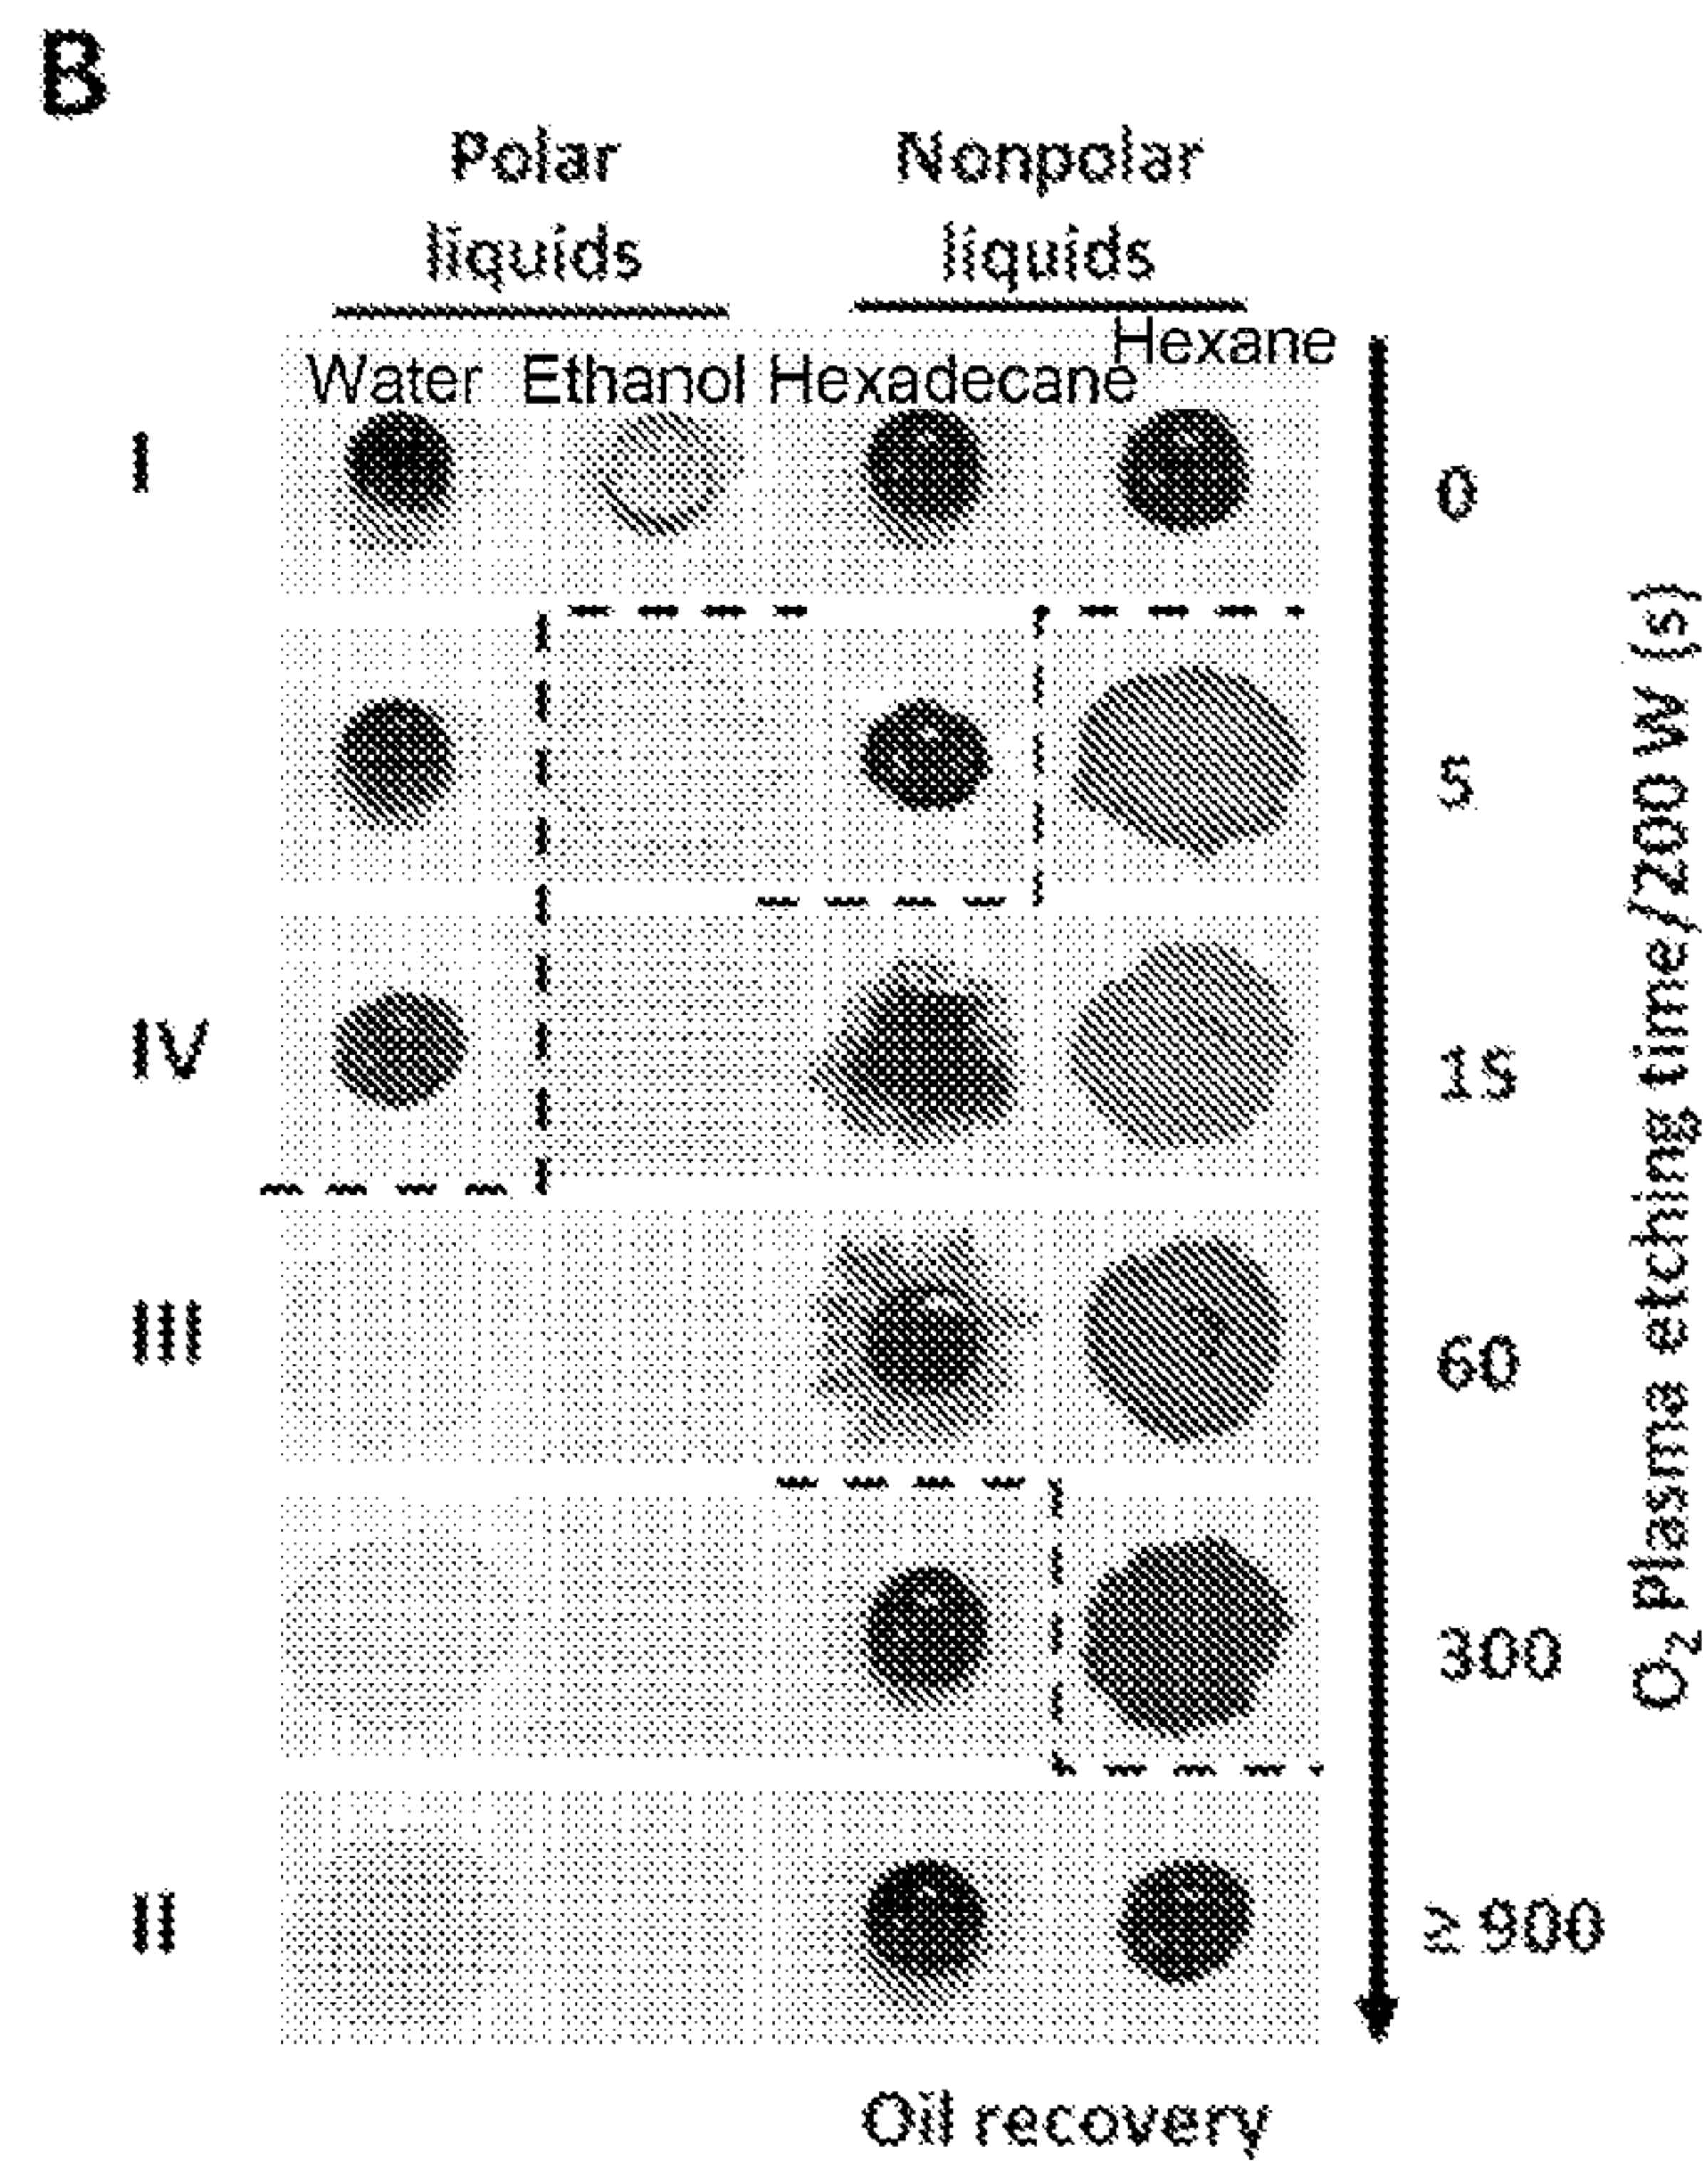 B
Polar liquids
Nonpolar liquids
Water Ethanol Hexadecane Hexane
I
0
5
IV
15
III
60
300
II
≥ 900
O₂ Plasma etching time/200 W (s)
Oil recovery